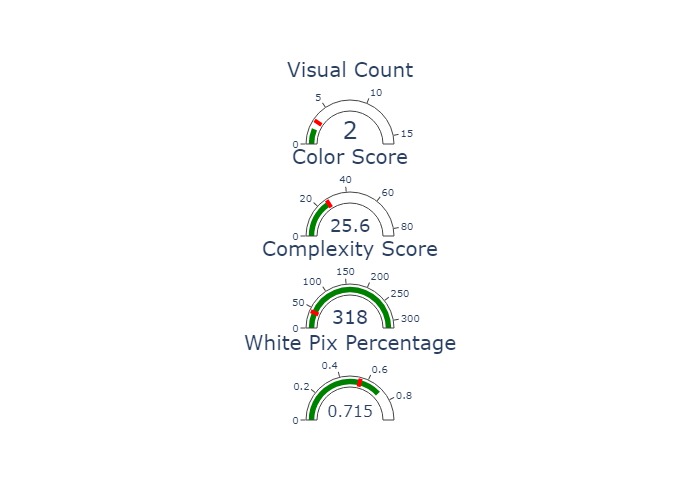 Visual Count
0 5 10 15
2
Color Score
0 20 40 60 80
25.6
Complexity Score
0 50 100 150 200 250 300
318
White Pix Percentage
0 0.2 0.4 0.6 0.8
0.715